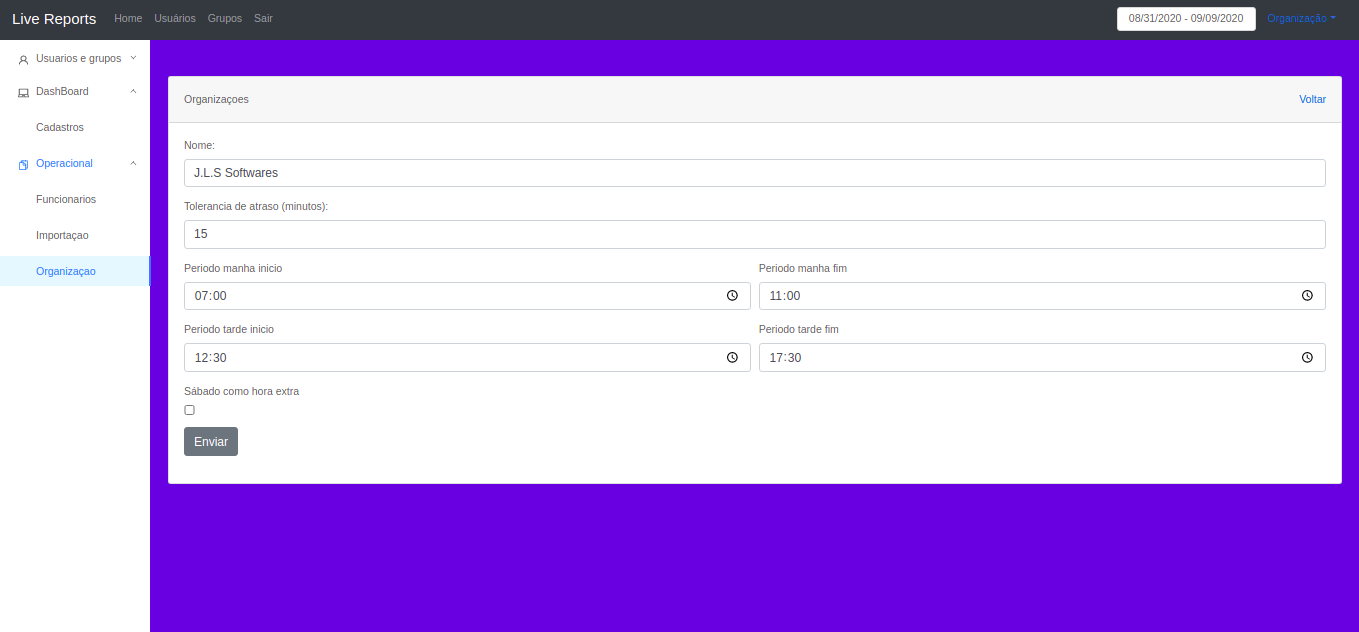 Live Reports Home Usuários Grupos Sair 08/31/2020 - 09/09/2020 Organização
Usuarios e grupos
DashBoard
Cadastros
Operacional
Funcionarios
Importaçao
Organizaçao
Organizaçoes Voltar
Nome:
J.L.S Softwares
Tolerancia de atraso (minutos):
15
Periodo manha inicio Periodo manha fim
07:00 11:00
Periodo tarde inicio Periodo tarde fim
12:30 17:30
Sábado como hora extra
Enviar